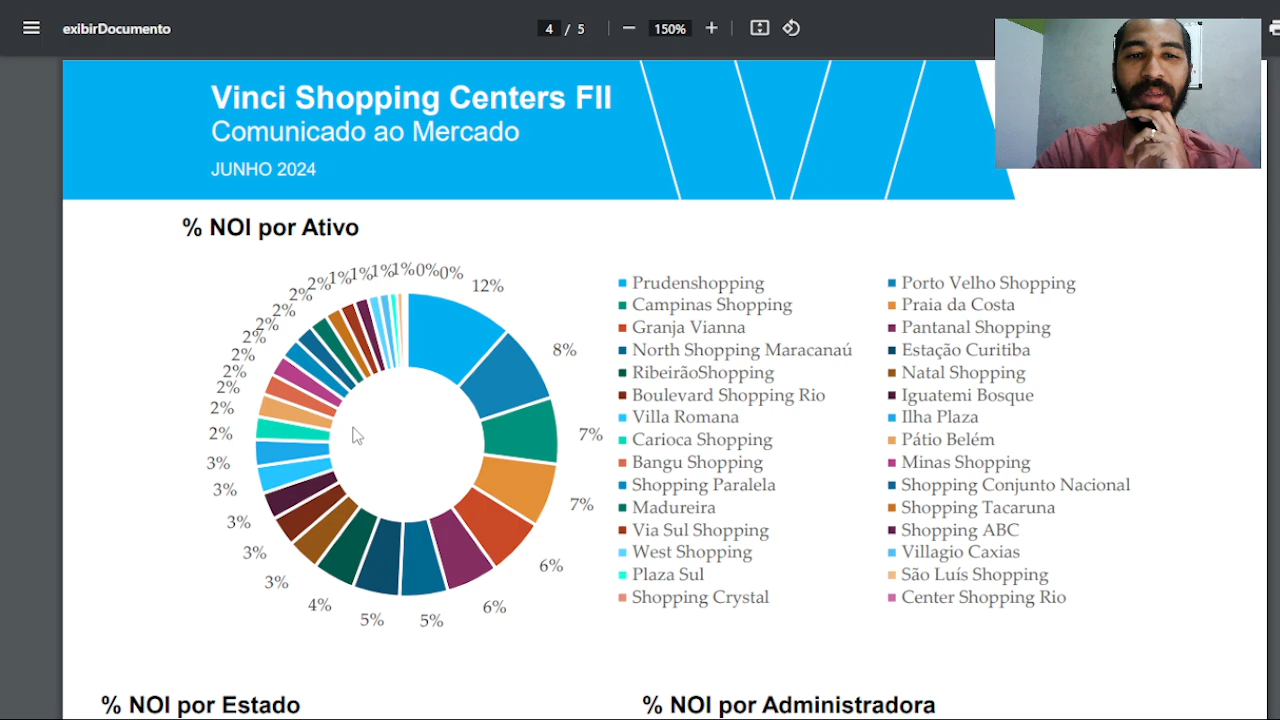 exibirDocumento
4 / 5
150%
Vinci Shopping Centers FII
Comunicado ao Mercado
JUNHO 2024
% NOI por Ativo
12%
8%
7%
7%
6%
6%
5%
5%
4%
3%
3%
3%
3%
3%
2%
2%
2%
2%
2%
2%
2%
2%
2%
2%
1%
1%
1%
1%
0%
0%
Prudenshopping
Porto Velho Shopping
Campinas Shopping
Praia da Costa
Granja Vianna
Pantanal Shopping
North Shopping Maracanaú
Estação Curitiba
RibeirãoShopping
Natal Shopping
Boulevard Shopping Rio
Iguatemi Bosque
Villa Romana
Ilha Plaza
Carioca Shopping
Pátio Belém
Bangu Shopping
Minas Shopping
Shopping Paralela
Shopping Conjunto Nacional
Madureira
Shopping Tacaruna
Via Sul Shopping
Shopping ABC
West Shopping
Villagio Caxias
Plaza Sul
São Luís Shopping
Shopping Crystal
Center Shopping Rio
% NOI por Estado
% NOI por Administradora